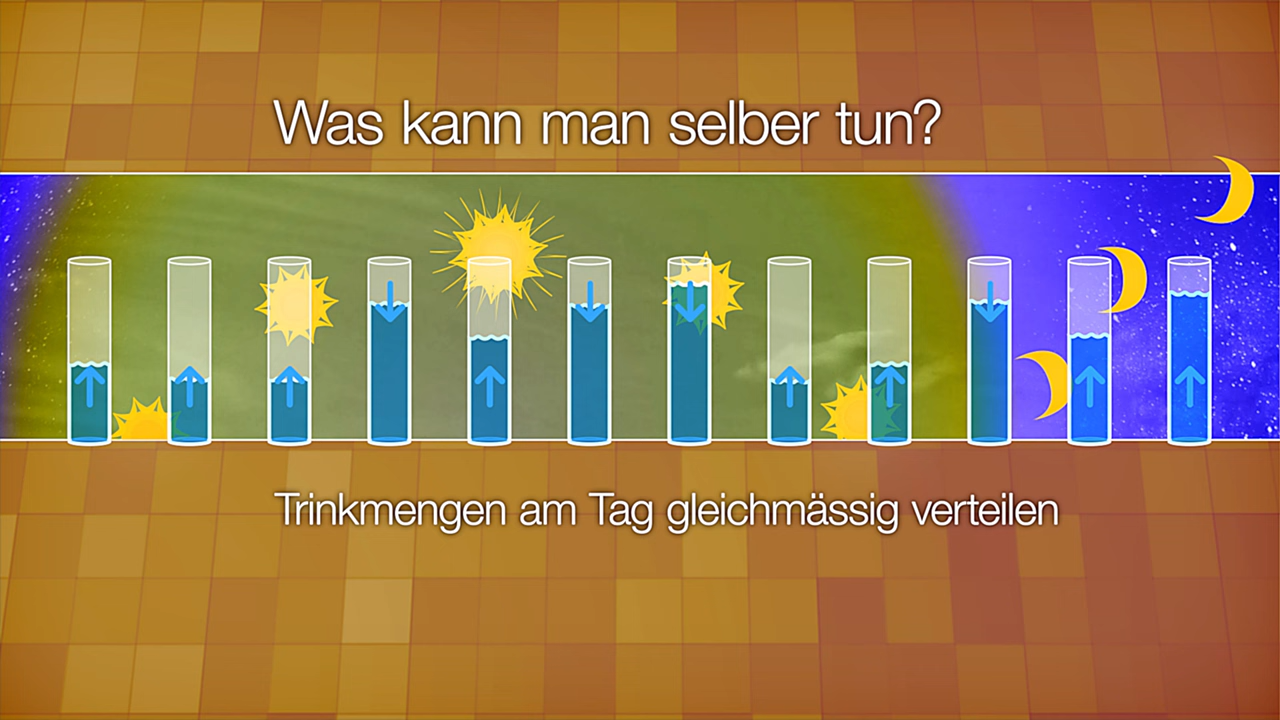 Was kann man selber tun?
Trinkmengen am Tag gleichmässig verteilen